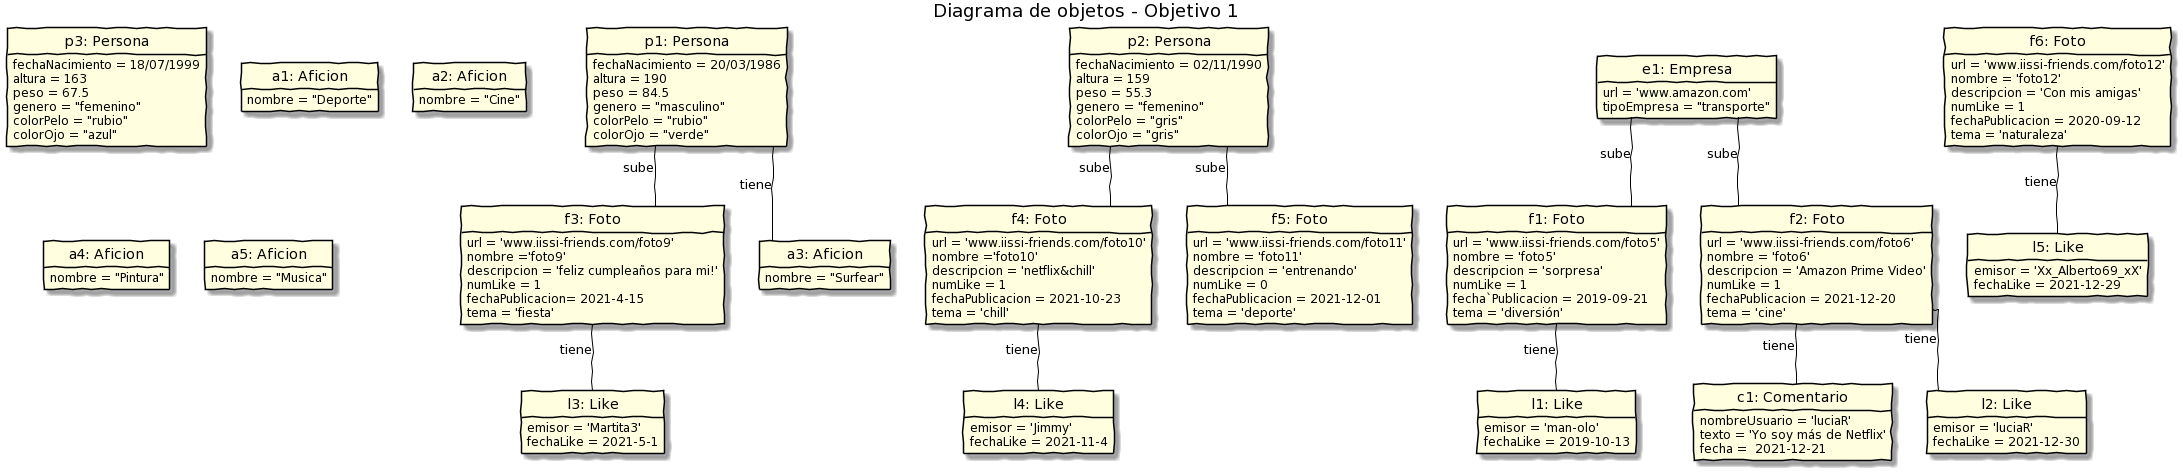 Diagrama de objetos - Objetivo 1
p3: Persona
fechaNacimiento = 18/07/1999
altura = 163
peso = 67.5
genero = "femenino"
colorPelo = "rubio"
colorOjo = "azul"
a1: Aficion
nombre = "Deporte"
a2: Aficion
nombre = "Cine"
p1: Persona
fechaNacimiento = 20/03/1986
altura = 190
peso = 84.5
genero = "masculino"
colorPelo = "rubio"
colorOjo = "verde"
p2: Persona
fechaNacimiento = 02/11/1990
altura = 159
peso = 55.3
genero = "femenino"
colorPelo = "gris"
colorOjo = "gris"
e1: Empresa
url = 'www.amazon.com'
tipoEmpresa = "transporte"
f6: Foto
url = 'www.iissi-friends.com/foto12'
nombre = 'foto12'
descripcion = 'Con mis amigas'
numLike = 1
fechaPublicacion = 2020-09-12
tema = 'naturaleza'
sube
tiene
sube
sube
sube
sube
tiene
a4: Aficion
nombre = "Pintura"
a5: Aficion
nombre = "Musica"
f3: Foto
url = 'www.iissi-friends.com/foto9'
nombre ='foto9'
descripcion = 'feliz cumpleaños para mi!'
numLike = 1
fechaPublicacion= 2021-4-15
tema = 'fiesta'
a3: Aficion
nombre = "Surfear"
f4: Foto
url = 'www.iissi-friends.com/foto10'
nombre ='foto10'
descripcion = 'netflix&chill'
numLike = 1
fechaPublicacion = 2021-10-23
tema = 'chill'
f5: Foto
url = 'www.iissi-friends.com/foto11'
nombre = 'foto11'
descripcion = 'entrenando'
numLike = 0
fechaPublicacion = 2021-12-01
tema = 'deporte'
f1: Foto
url = 'www.iissi-friends.com/foto5'
nombre = 'foto5'
descripcion = 'sorpresa'
numLike = 1
fecha`Publicacion = 2019-09-21
tema = 'diversión'
f2: Foto
url = 'www.iissi-friends.com/foto6'
nombre = 'foto6'
descripcion = 'Amazon Prime Video'
numLike = 1
fechaPublicacion = 2021-12-20
tema = 'cine'
l5: Like
emisor = 'Xx_Alberto69_xX'
fechaLike = 2021-12-29
tiene
tiene
tiene
tiene
tiene
l3: Like
emisor = 'Martita3'
fechaLike = 2021-5-1
l4: Like
emisor = 'Jimmy'
fechaLike = 2021-11-4
l1: Like
emisor = 'man-olo'
fechaLike = 2019-10-13
c1: Comentario
nombreUsuario = 'luciaR'
texto = 'Yo soy más de Netflix'
fecha =  2021-12-21
l2: Like
emisor = 'luciaR'
fechaLike = 2021-12-30